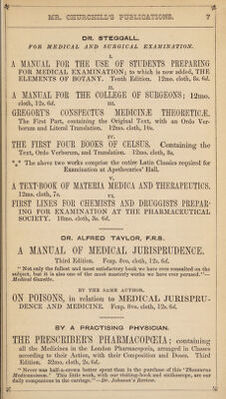 MR. CHURCHILL'S PUBLICATIONS. 7
DR. STEGGALL.
FOR MEDICAL AND SURGICAL EXAMINATION.
I.
A MANUAL FOR THE USE OF STUDENTS PREPARING
FOR MEDICAL EXAMINATION; to which is now added, THE
ELEMENTS OF BOTANY. Tenth Edition. 12mo. cloth, 8s. 6d.
II.
A MANUAL FOR THE COLLEGE OF SURGEONS; 12mo.
cloth, 12s. 6d.
III.
GREGORY'S CONSPECTUS MEDICINÆ THEORETICÆ.
The First Part, containing the Original Text, with an Ordo Ver-
borum and Literal Translation. 12mo. cloth, 10s.
IV.
THE FIRST FOUR BOOKS OF CELSUS. Containing the
Text, Ordo Verborum, and Translation. 12mo. cloth, 8s.
*** The above two works comprise the entire Latin Classics required for
Examination at Apothecaries' Hall.
V.
A TEXT-BOOK OF MATERIA MEDICA AND THERAPEUTICS.
12mo. cloth, 7s.
VI.
FIRST LINES FOR CHEMISTS AND DRUGGISTS PREPAR-
ING FOR EXAMINATION AT THE PHARMACEUTICAL
SOCIETY. 18mo. cloth, 3s. 6d.
DR. ALFRED TAYLOR, F.R.S.
A MANUAL OF MEDICAL JURISPRUDENCE.
Third Edition. Fcap. 8vo, cloth, 12s. 6d.
" Not only the fullest and most satisfactory book we have ever consulted on the
subject, but it is also one of the most masterly works we have ever perused."—
Medical Gazette.
BY THE SAME AUTHOR.
ON POISONS, in relation to MEDICAL JURISPRU-
DENCE AND MEDICINE. Fcap. 8vo, cloth, 12s. 6d.
BY A PRACTISING PHYSICIAN.
THE PRESCRIBER'S PHARMACOPŒIA; containing
all the Medicines in the London Pharmacopœia, arranged in Classes
according to their Action, with their Composition and Doses. Third
Edition. 32mo. cloth, 2s. 6d.
" Never was half-a-crown better spent than in the purchase of this 'Thesaurus
Medicaminum.' This little work, with our visiting-book and stethoscope, are our
daily companions in the carriage."—Dr. Johnson's Review.